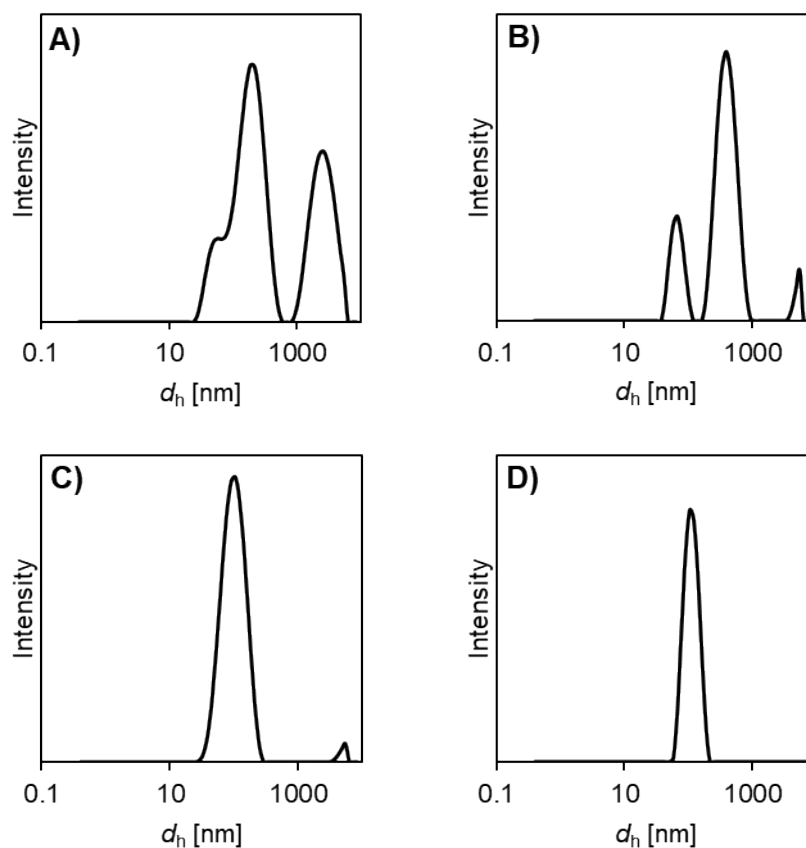 A)
Intensity
0.1 10 1000
dh [nm]
B)
Intensity
0.1 10 1000
dh [nm]
C)
Intensity
0.1 10 1000
dh [nm]
D)
Intensity
0.1 10 1000
dh [nm]